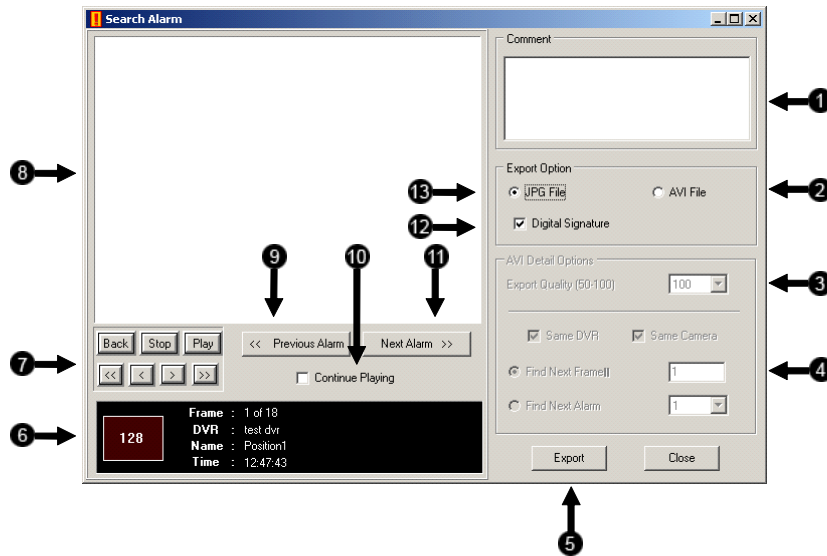 Search Alarm
Comment
1
Export Option
8
13
JPG File
AVI File
2
12
Digital Signature
9
10
11
AVI Detail Options
Export Quality (50-100)
100
3
Back
Stop
Play
<< Previous Alarm
Next Alarm >>
Same DVR
Same Camera
7
<<
<
>
>>
Continue Playing
Find Next Frame||
1
4
Find Next Alarm
1
6
128
Frame : 1 of 18
DVR : test dvr
Name : Position1
Time : 12:47:43
Export
Close
5